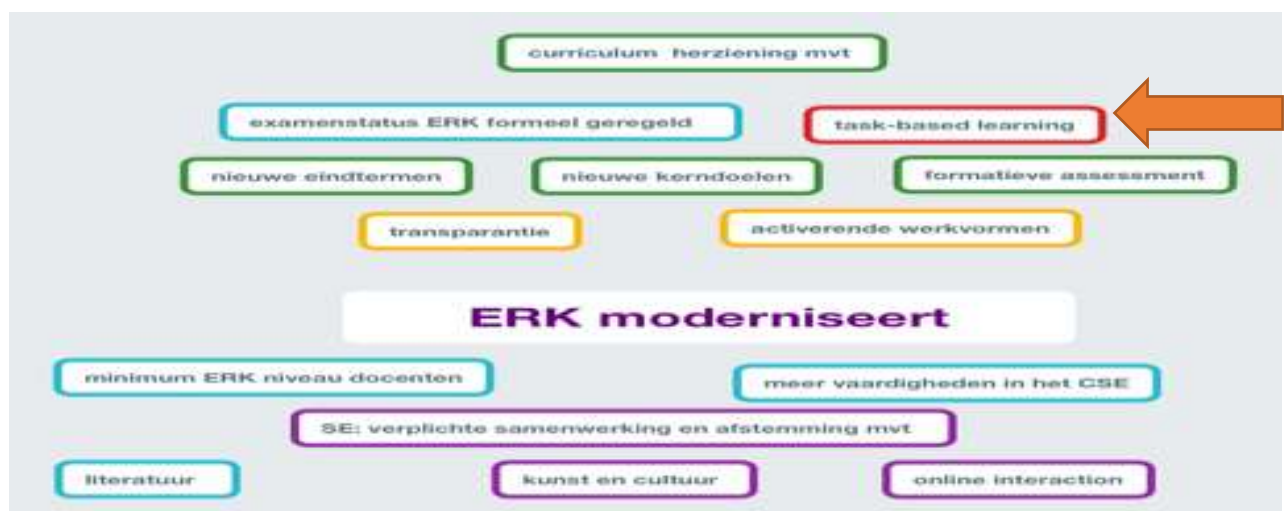 curriculum herziening mvt
examenstatus ERK formeel geregeld
task-based learning
nieuwe eindtermen
nieuwe kerndoelen
formatieve assessment
transparantie
activerende werkvormen
ERK moderniseert
minimum ERK niveau docenten
meer vaardigheden in het CSE
SE: verplichte samenwerking en afstemming mvt
literatuur
kunst en cultuur
online interaction